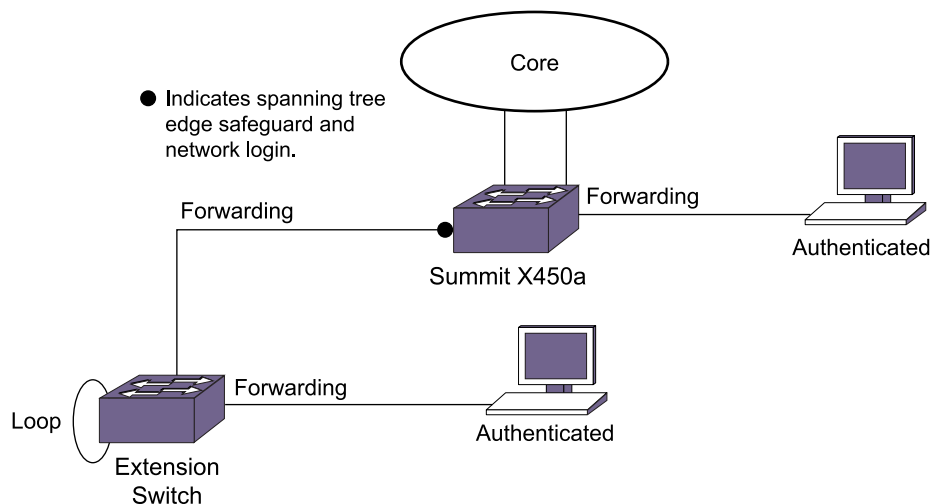 Core
Indicates spanning tree
edge safeguard and
network login.
Forwarding
Forwarding
Authenticated
Summit X450a
Forwarding
Loop
Authenticated
Extension
Switch